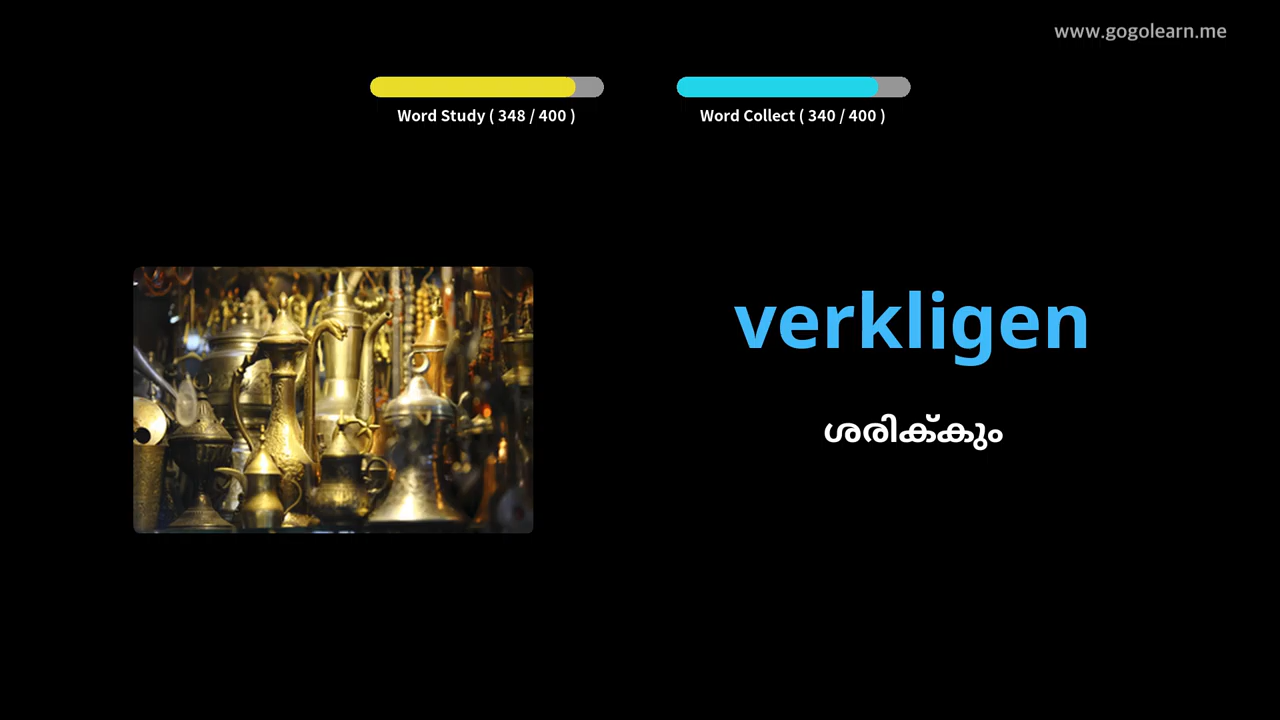 www.gogolearn.me
Word Study ( 348 / 400 )
Word Collect ( 340 / 400 )
verkligen
ശരിക്കും